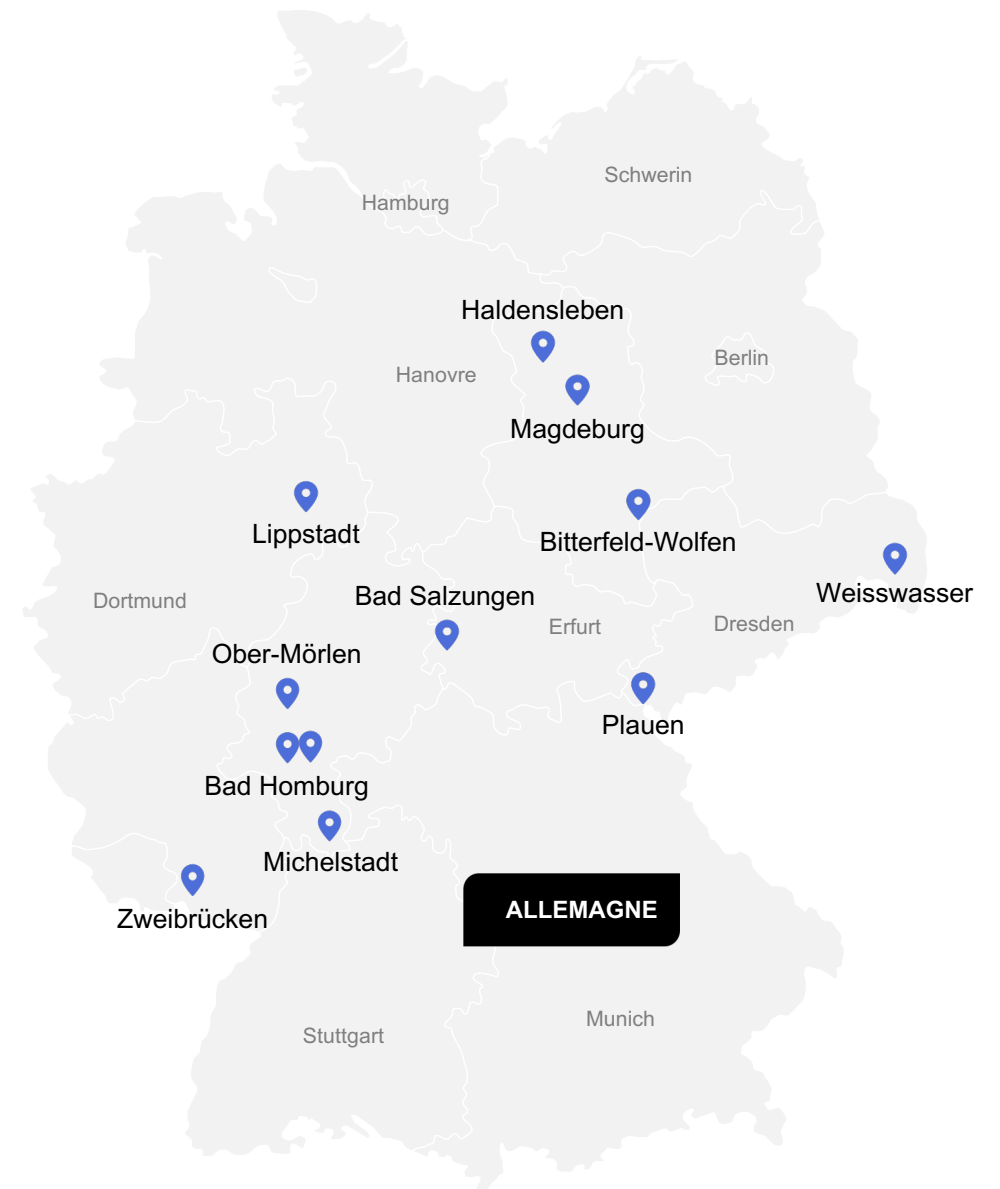 Schwerin
Hamburg
Haldensleben
Berlin
Hanovre
Magdeburg
Lippstadt
Bitterfeld-Wolfen
Weisswasser
Bad Salzungen
Dortmund
Erfurt
Dresden
Ober-Mörlen
Plauen
Bad Homburg
Michelstadt
ALLEMAGNE
Zweibrücken
Munich
Stuttgart